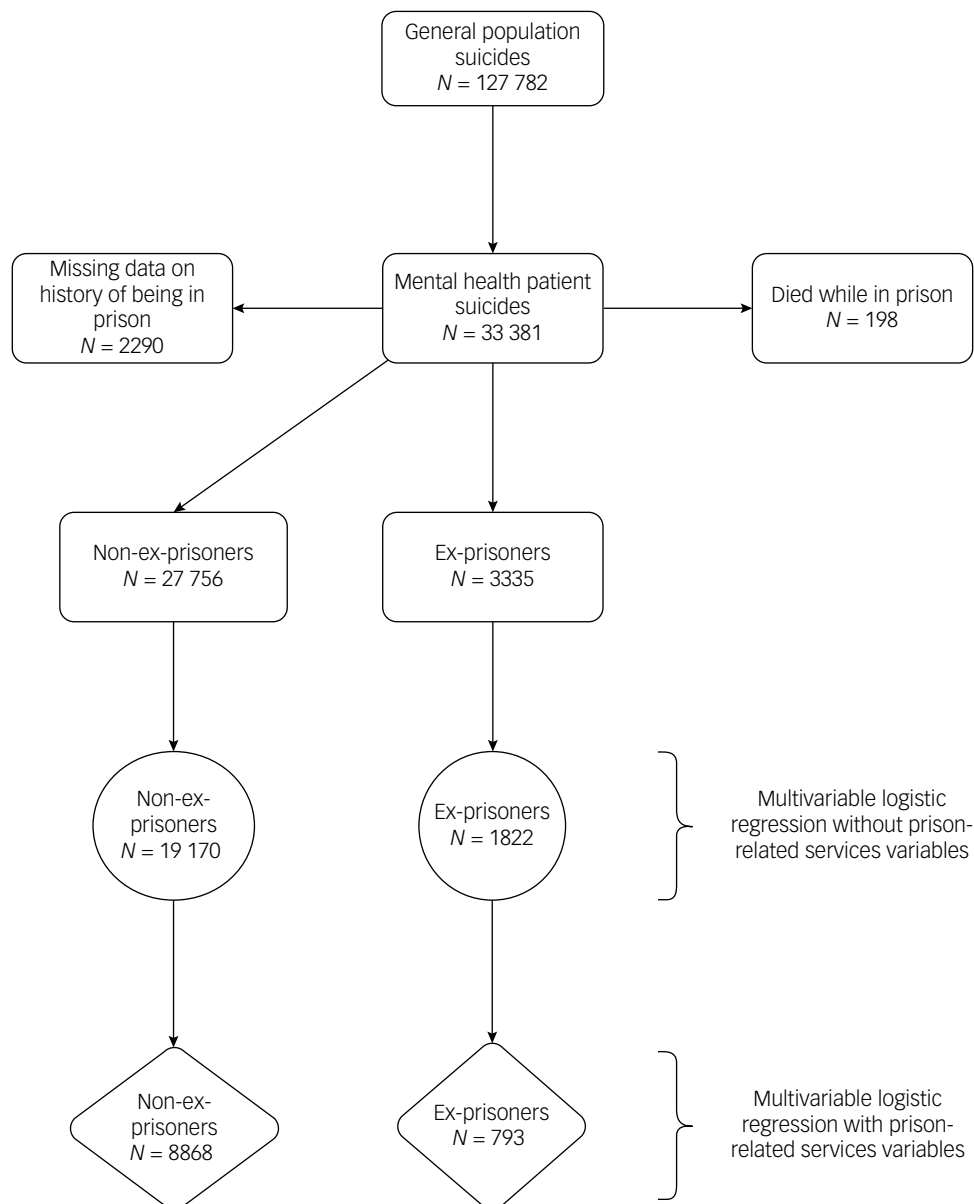 General population
suicides
N = 127 782
Missing data on
history of being in
prison
N = 2290
Mental health patient
suicides
N = 33 381
Died while in prison
N = 198
Non-ex-prisoners
N = 27 756
Ex-prisoners
N = 3335
Non-ex-
prisoners
N = 19 170
Ex-prisoners
N = 1822
Multivariable logistic
regression without prison-
related services variables
Non-ex-
prisoners
N = 8868
Ex-prisoners
N = 793
Multivariable logistic
regression with prison-
related services variables